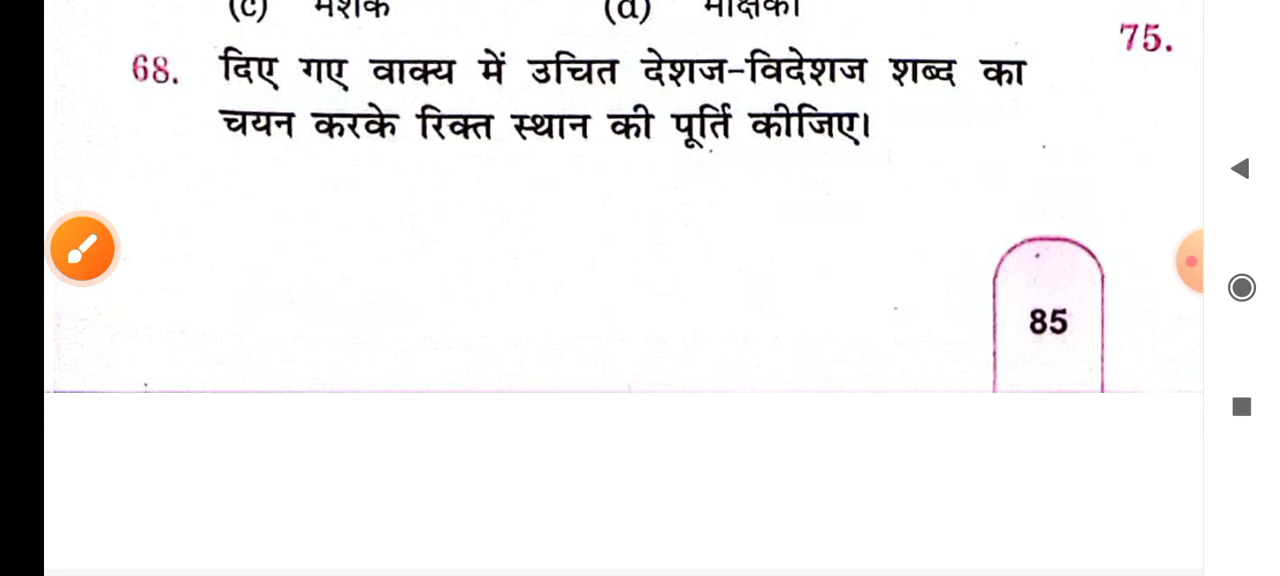 (c) मशक (d) मक्षिका
75.
68. दिए गए वाक्य में उचित देशज-विदेशज शब्द का
चयन करके रिक्त स्थान की पूर्ति कीजिए।
85